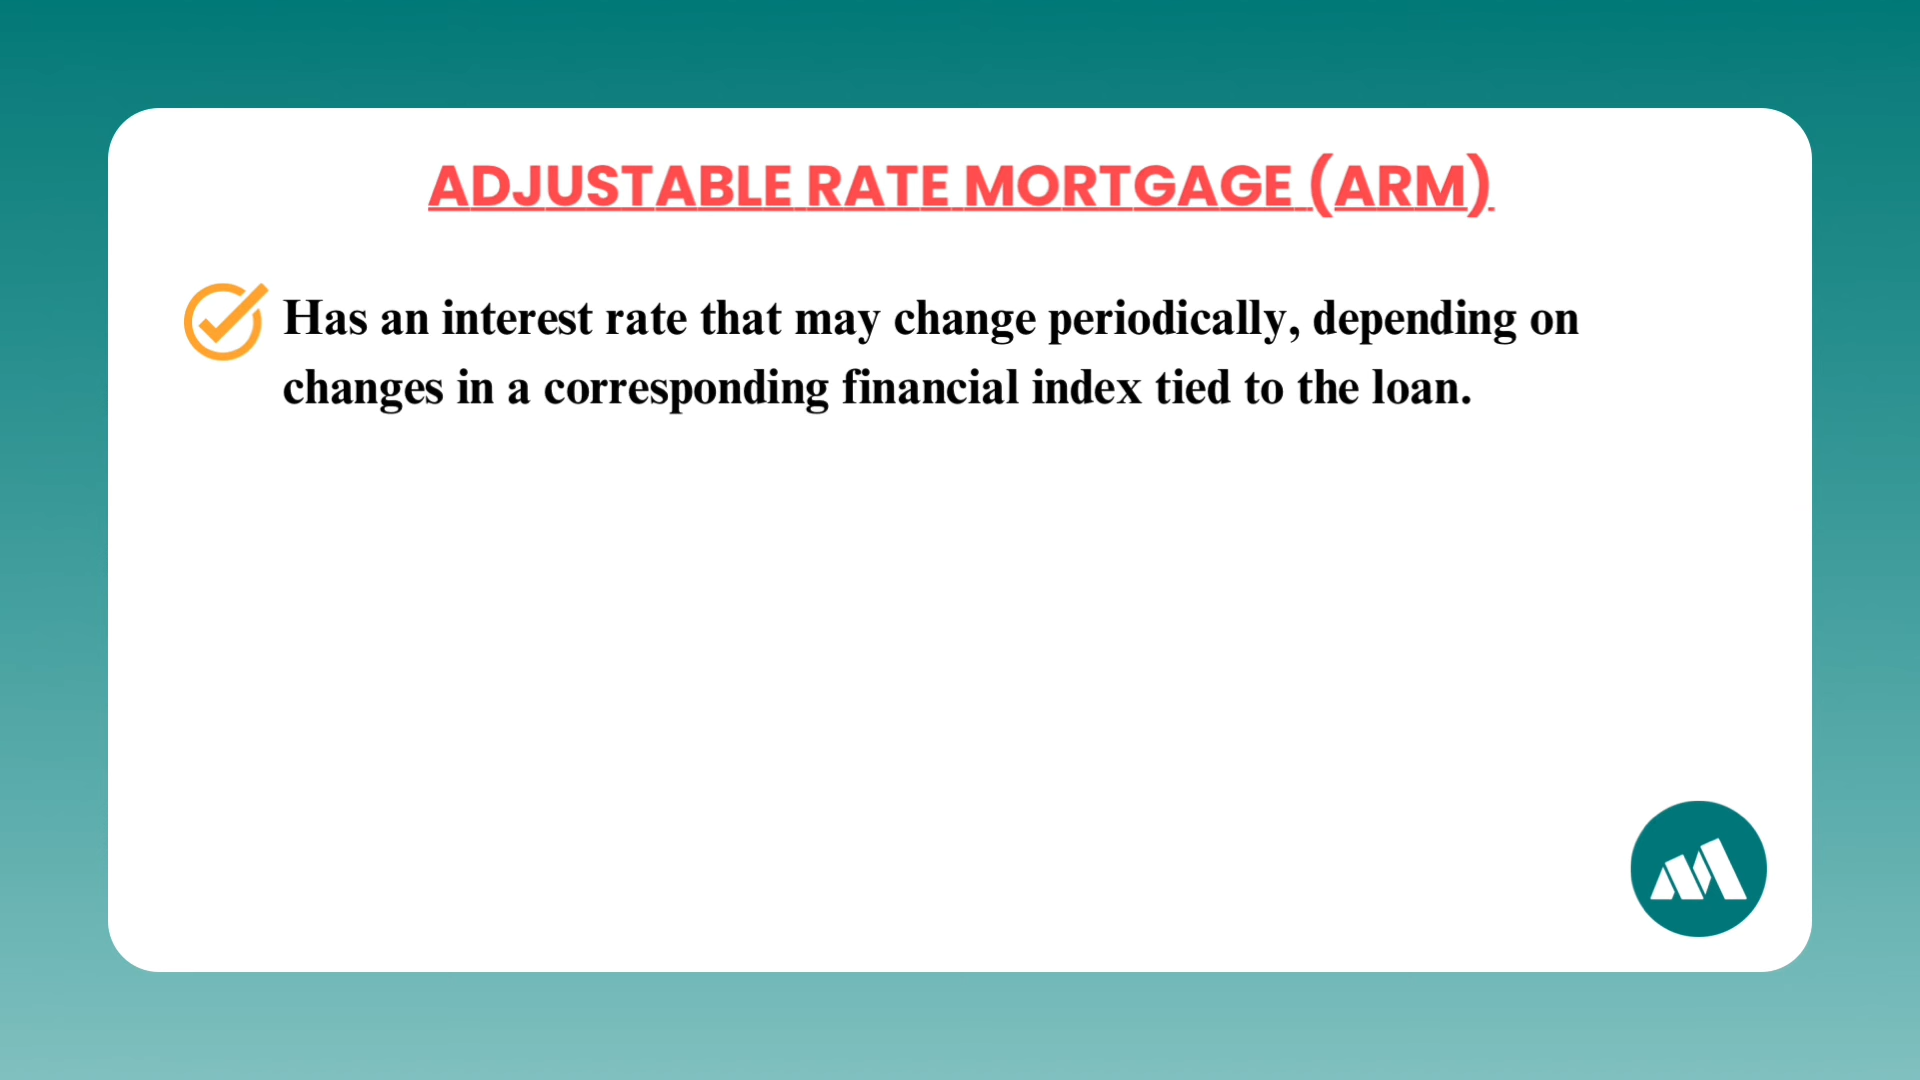 ADJUSTABLE RATE MORTGAGE (ARM)
Has an interest rate that may change periodically, depending on
changes in a corresponding financial index tied to the loan.